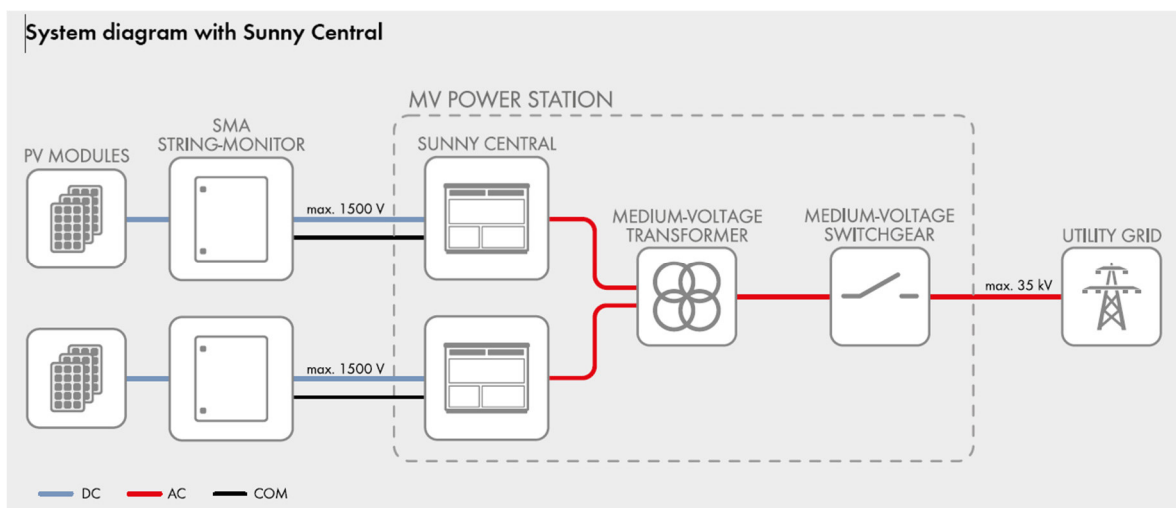 System diagram with Sunny Central
MV POWER STATION
SMA
STRING-MONITOR
SUNNY CENTRAL
PV MODULES
max. 1500 V
MEDIUM-VOLTAGE
TRANSFORMER
MEDIUM-VOLTAGE
SWITCHGEAR
UTILITY GRID
max. 35 kV
max. 1500 V
DC
AC
COM